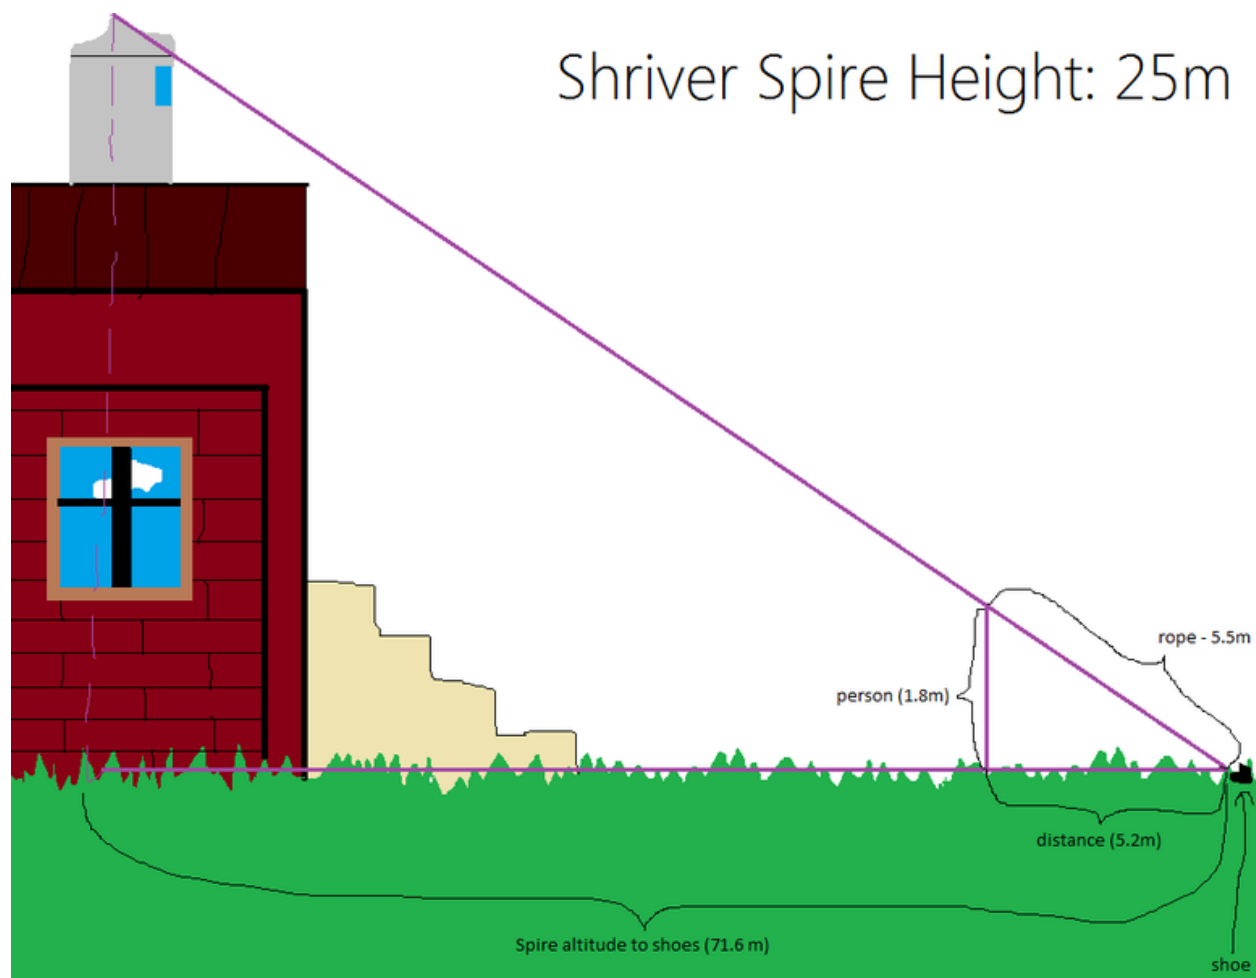 Shriver Spire Height: 25m
rope - 5.5m
person (1.8m)
distance (5.2m)
Spire altitude to shoes (71.6 m)
shoe